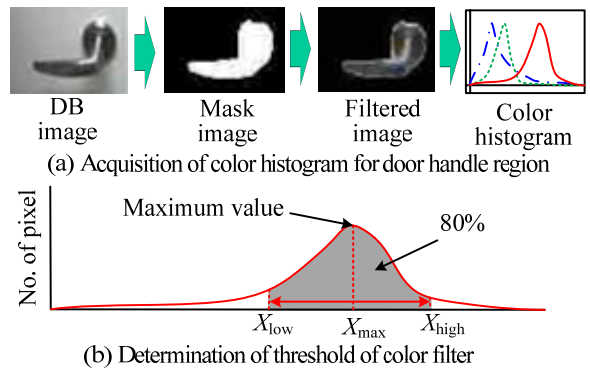 DB image
Mask image
Filtered image
Color histogram
(a) Acquisition of color histogram for door handle region
No. of pixel
Maximum value
80%
Xlow
Xmax
Xhigh
(b) Determination of threshold of color filter